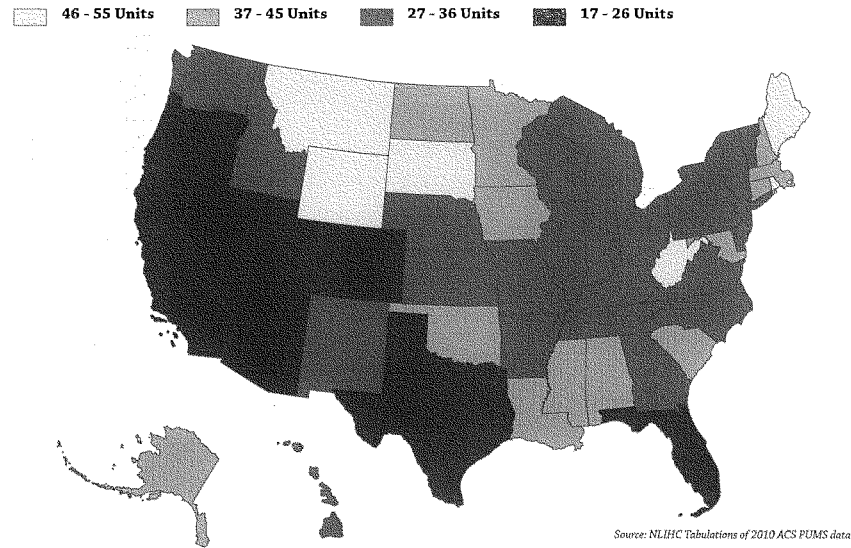 46 - 55 Units 37 - 45 Units 27 - 36 Units 17 - 26 Units
Source: NLIHC Tabulations of 2010 ACS PUMS data